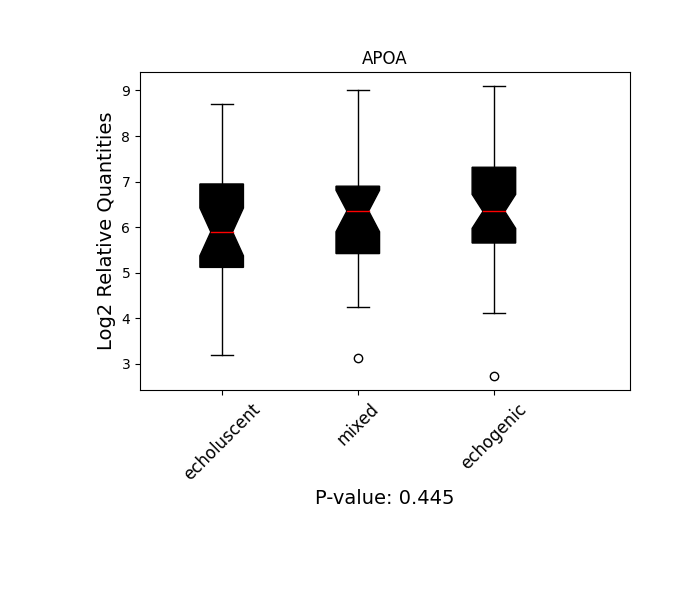 APOA
Log2 Relative Quantities
9
8
7
6
5
4
3
echoluscent
mixed
echogenic
P-value: 0.445